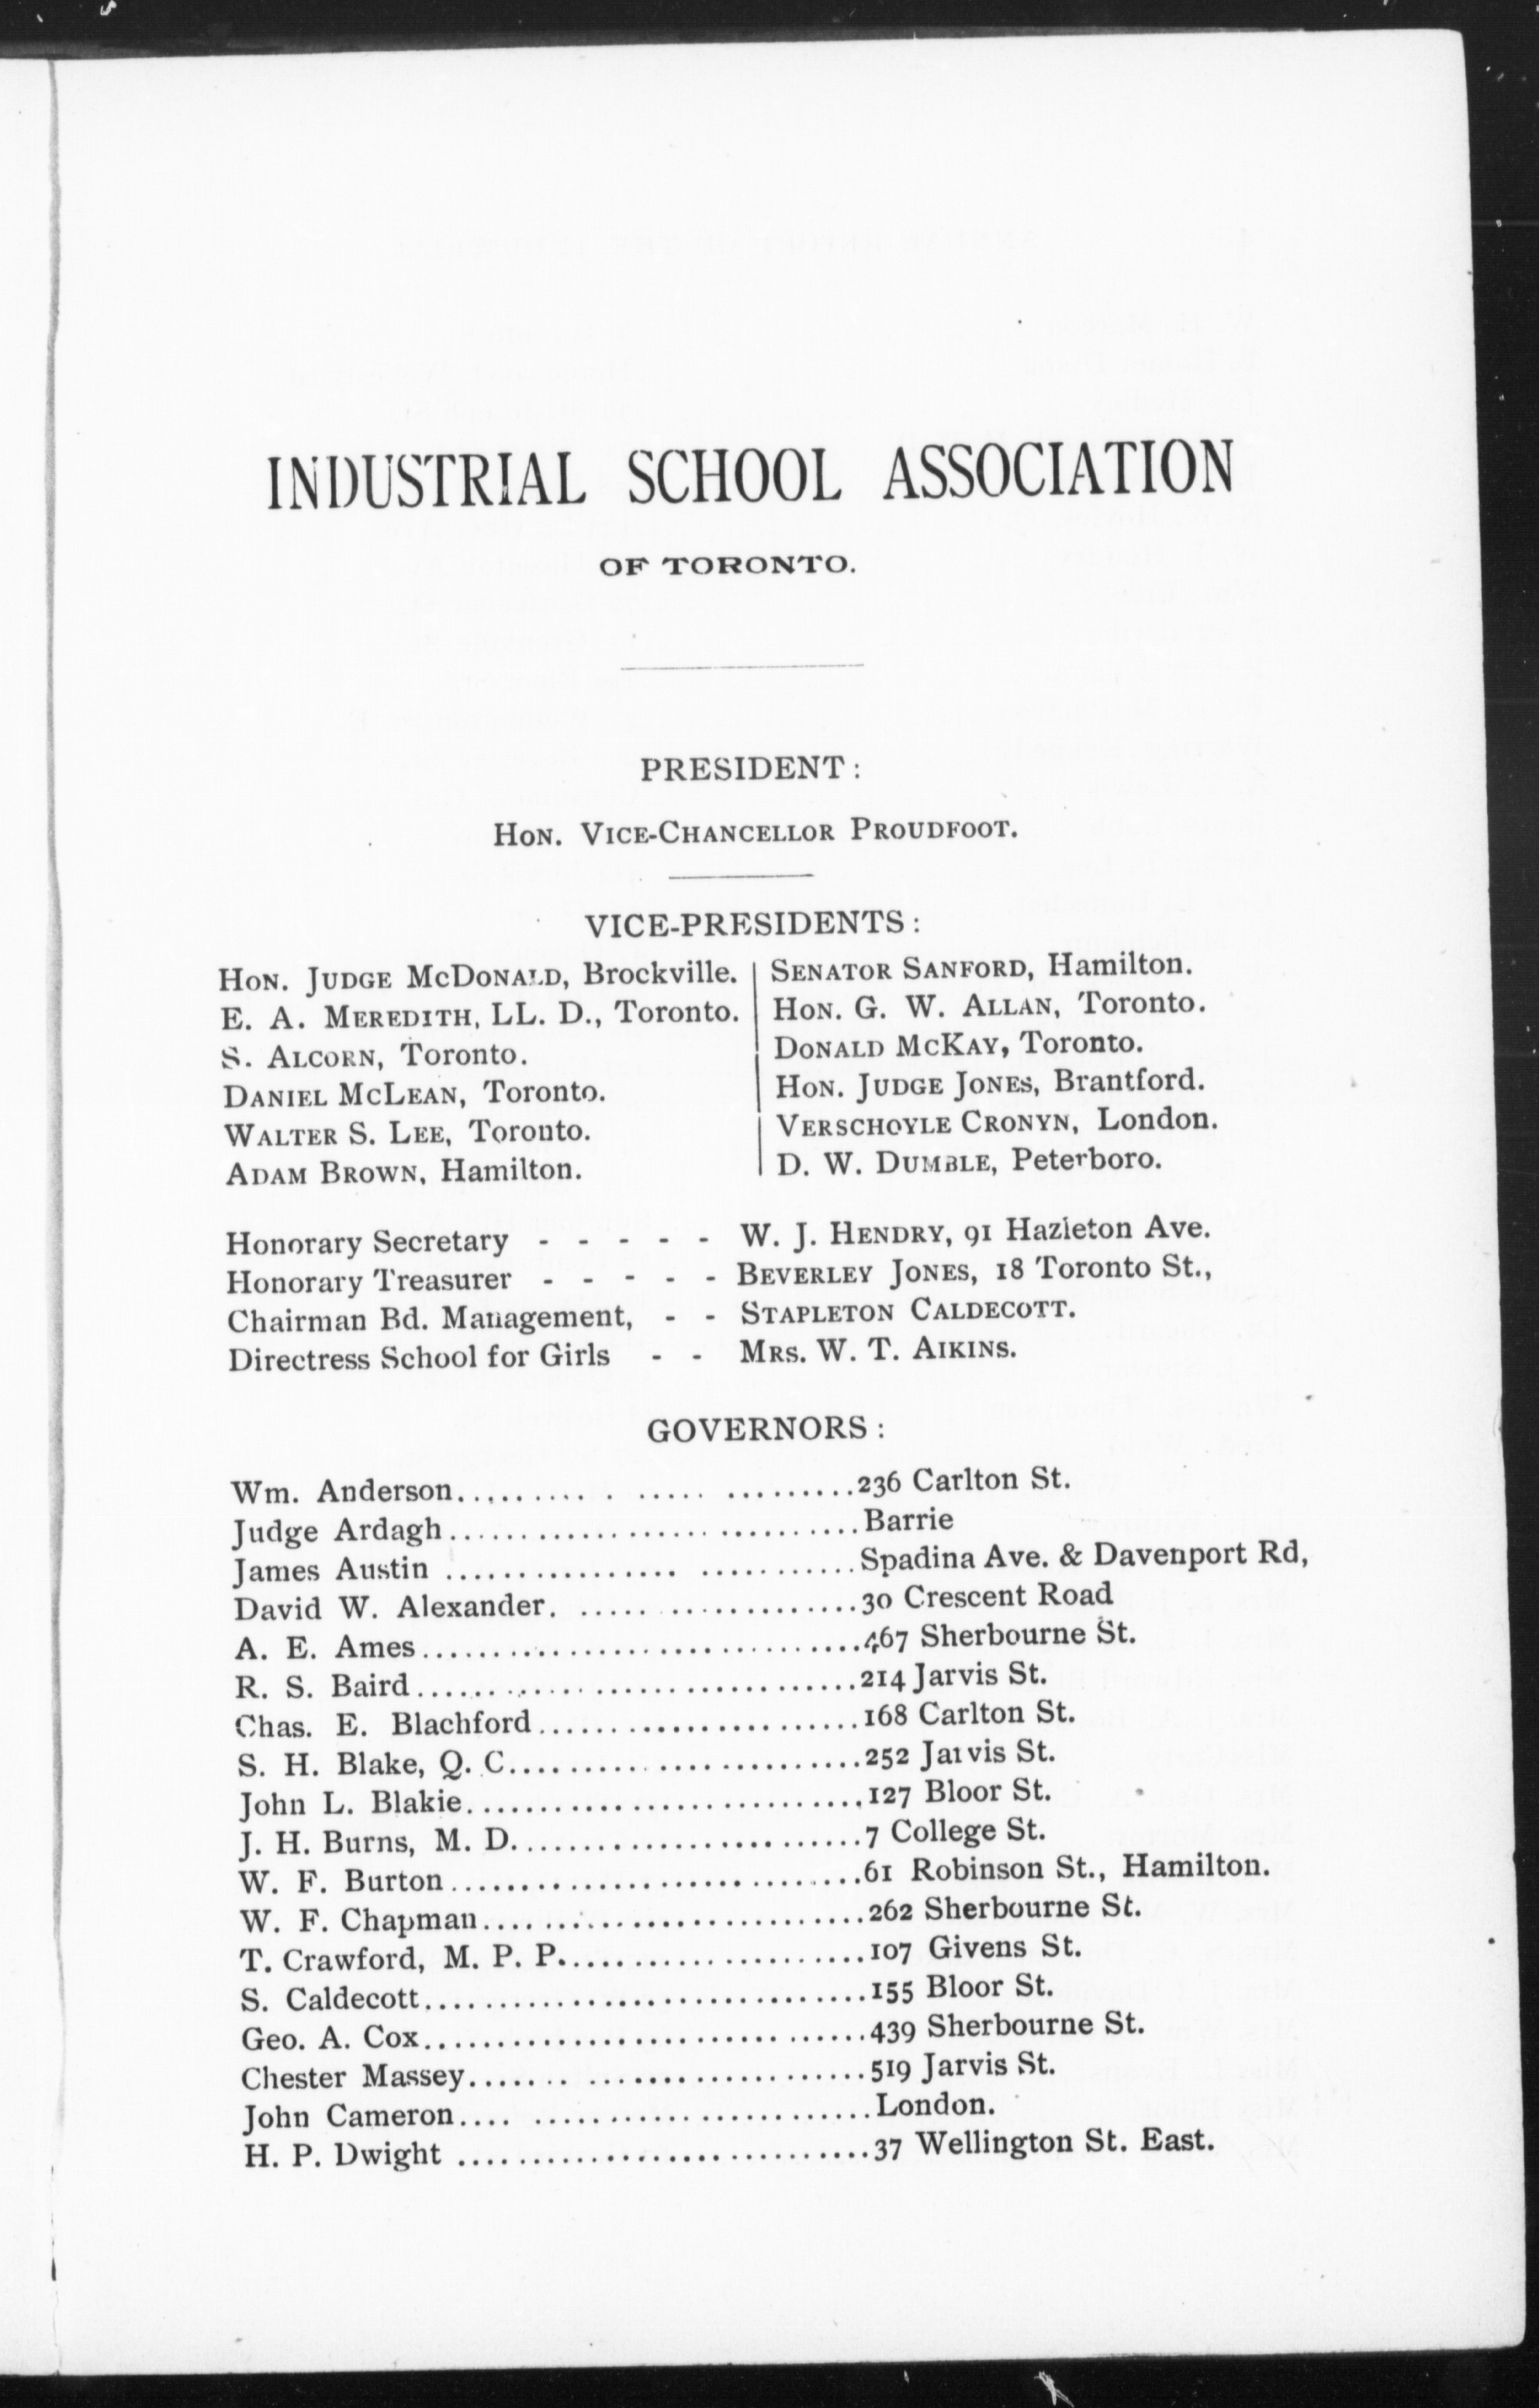 INDUSTRIAL SCHOOL ASSOCIATION
OF TORONTO.
PRESIDENT:
HON. VICE-CHANCELLOR PROUDFOOT.
VICE-PRESIDENTS:
HON. JUDGE MCDONALD, Brockville.
E. A. MEREDITH, LL. D., Toronto.
S. ALCORN, Toronto.
DANIEL MCLEAN, Toronto.
WALTER S. LEE, Toronto.
ADAM BROWN, Hamilton.
SENATOR SANFORD, Hamilton.
HON. G. W. ALLAN, Toronto.
DONALD MCKAY, Toronto.
HON. JUDGE JONES, Brantford.
VERSCHOYLE CRONYN, London.
D. W. DUMBLE, Peterboro.
Honorary Secretary - - - - - W. J. HENDRY, 91 Hazleton Ave.
Honorary Treasurer - - - - - BEVERLEY JONES, 18 Toronto St.,
Chairman Bd. Management, - - STAPLETON CALDECOTT.
Directress School for Girls - - MRS. W. T. AIKINS.
GOVERNORS:
Wm. Anderson..............................236 Carlton St.
Judge Ardagh..............................Barrie
James Austin ..............................Spadina Ave. & Davenport Rd,
David W. Alexander. ..............................30 Crescent Road
A. E. Ames..............................467 Sherbourne St.
R. S. Baird..............................214 Jarvis St.
Chas. E. Blachford..............................168 Carlton St.
S. H. Blake, Q. C..............................252 Jarvis St.
John L. Blakie..............................127 Bloor St.
J. H. Burns, M. D..............................7 College St.
W. F. Burton..............................61 Robinson St., Hamilton.
W. F. Chapman..............................262 Sherbourne St.
T. Crawford, M. P. P..............................107 Givens St.
S. Caldecott..............................155 Bloor St.
Geo. A. Cox..............................439 Sherbourne St.
Chester Massey..............................519 Jarvis St.
John Cameron..............................London.
H. P. Dwight ..............................37 Wellington St. East.